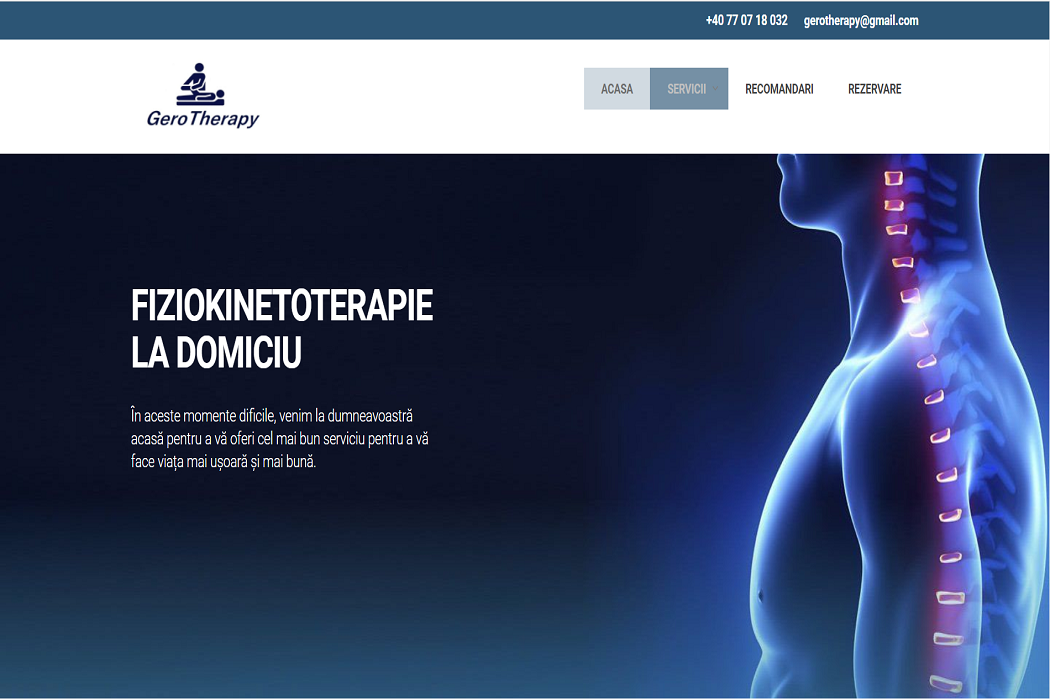 +40 77 07 18 032 gerotherapy@gmail.com
GeroTherapy
ACASA SERVICII RECOMANDARI REZERVARE
FIZIOKINETOTERAPIE
LA DOMICIU
În aceste momente dificile, venim la dumneavoastră
acasă pentru a vă oferi cel mai bun serviciu pentru a vă
face viața mai ușoară și mai bună.